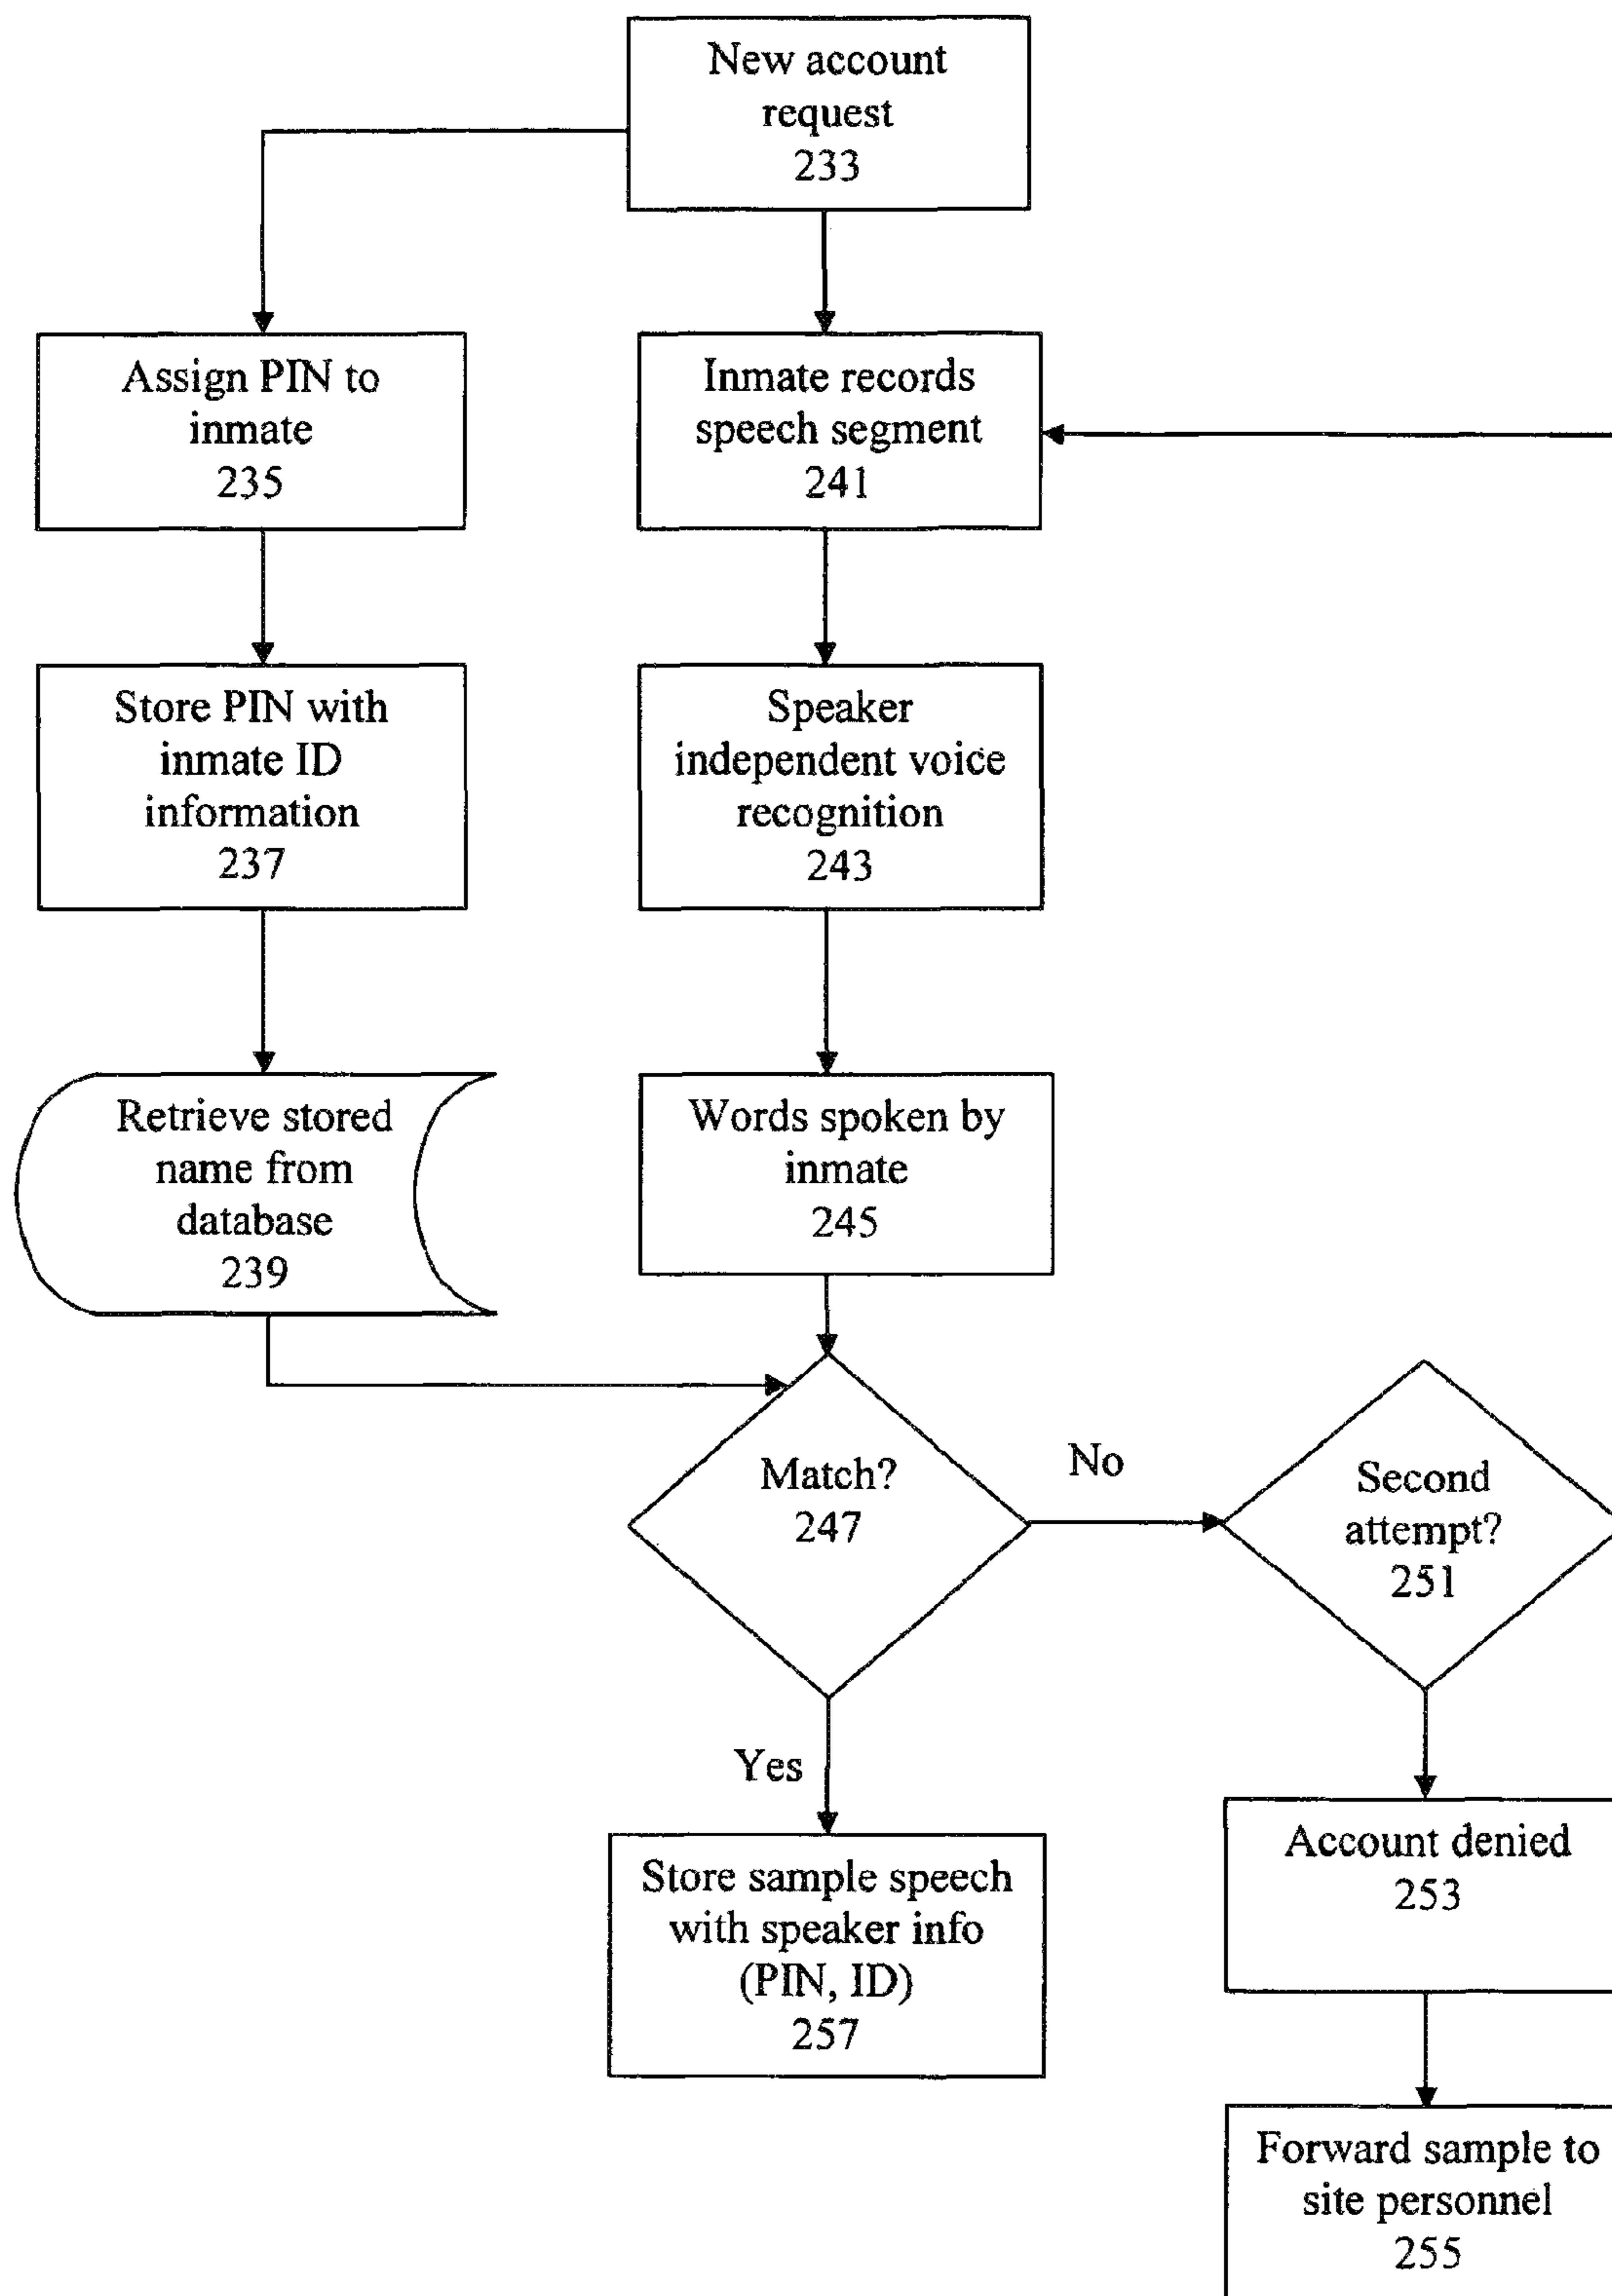 New account
request
233
Assign PIN to
inmate
235
Inmate records
speech segment
241
Store PIN with
inmate ID
information
237
Speaker
independent voice
recognition
243
Retrieve stored
name from
database
239
Words spoken by
inmate
245
Match?
247
No
Second
attempt?
251
Yes
Store sample speech
with speaker info
(PIN, ID)
257
Account denied
253
Forward sample to
site personnel
255